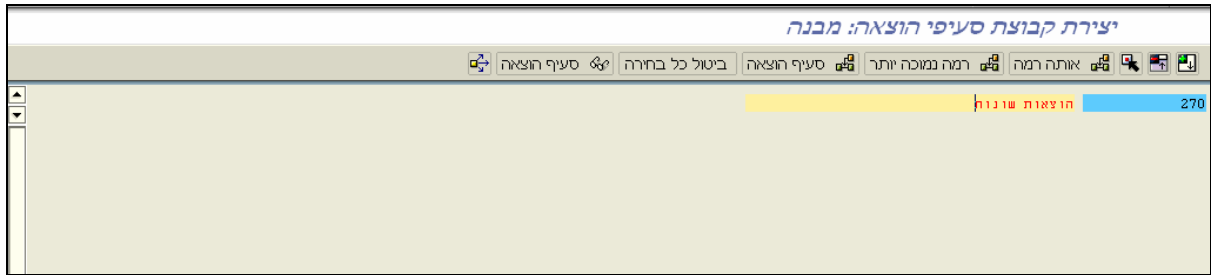 יצירת קבוצת סעיפי הוצאה: מבנה
אותה רמה רמה נמוכה יותר סעיף הוצאה ביטול כל בחירה סעיף הוצאה
270 הוצאות שונות